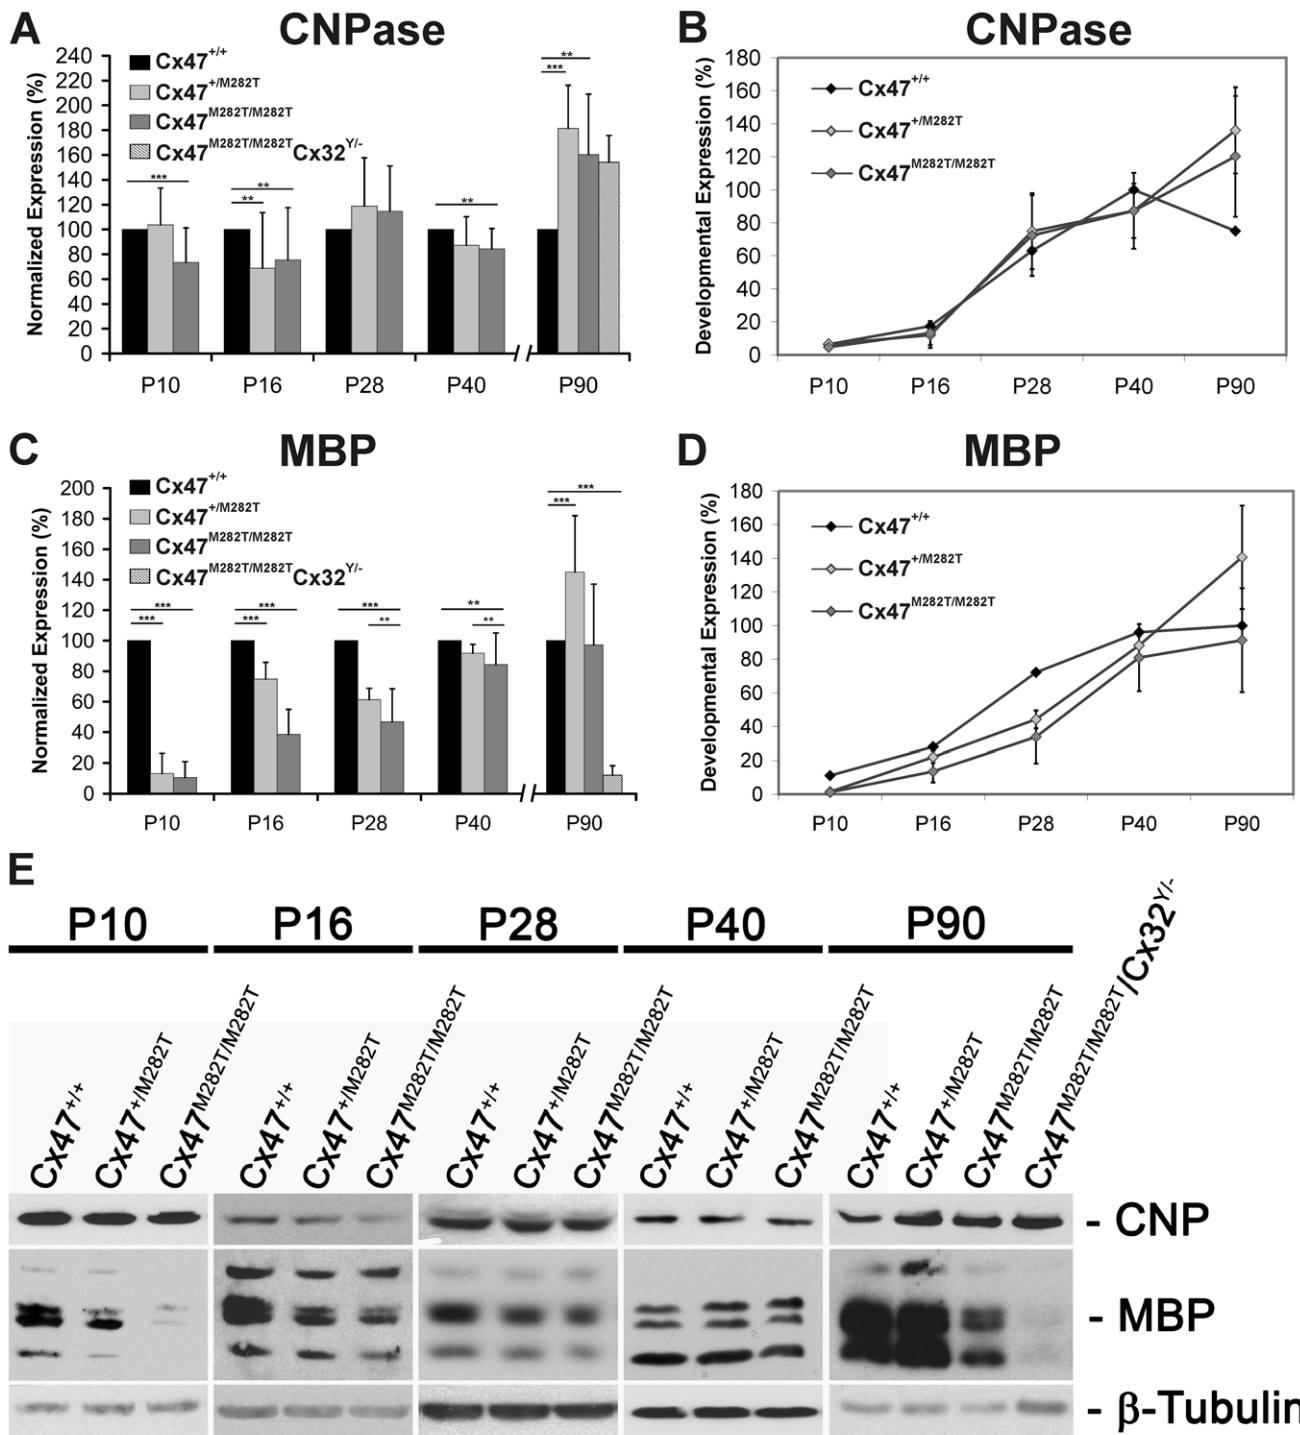 A CNPase
Normalized Expression (%)
240
220
200
180
160
140
120
100
80
60
40
20
0
Cx47+/+
Cx47+/M282T
Cx47M282T/M282T
Cx47M282T/M282TCx32Y/-
*** ** ** ** *** **
P10 P16 P28 P40 P90
B CNPase
Developmental Expression (%)
180
160
140
120
100
80
60
40
20
0
Cx47+/+
Cx47+/M282T
Cx47M282T/M282T
P10 P16 P28 P40 P90
C MBP
Normalized Expression (%)
200
180
160
140
120
100
80
60
40
20
0
Cx47+/+
Cx47+/M282T
Cx47M282T/M282T
Cx47M282T/M282TCx32Y/-
*** *** *** *** *** ** ** ** *** ***
P10 P16 P28 P40 P90
D MBP
Developmental Expression (%)
180
160
140
120
100
80
60
40
20
0
Cx47+/+
Cx47+/M282T
Cx47M282T/M282T
P10 P16 P28 P40 P90
E
P10 P16 P28 P40 P90
Cx47+/+ Cx47+/M282T Cx47M282T/M282T Cx47+/+ Cx47+/M282T Cx47M282T/M282T Cx47+/+ Cx47+/M282T Cx47M282T/M282T Cx47+/+ Cx47+/M282T Cx47M282T/M282T Cx47+/+ Cx47+/M282T Cx47M282T/M282T Cx47M282T/M282T/Cx32Y/-
- CNP
- MBP
- β-Tubulin